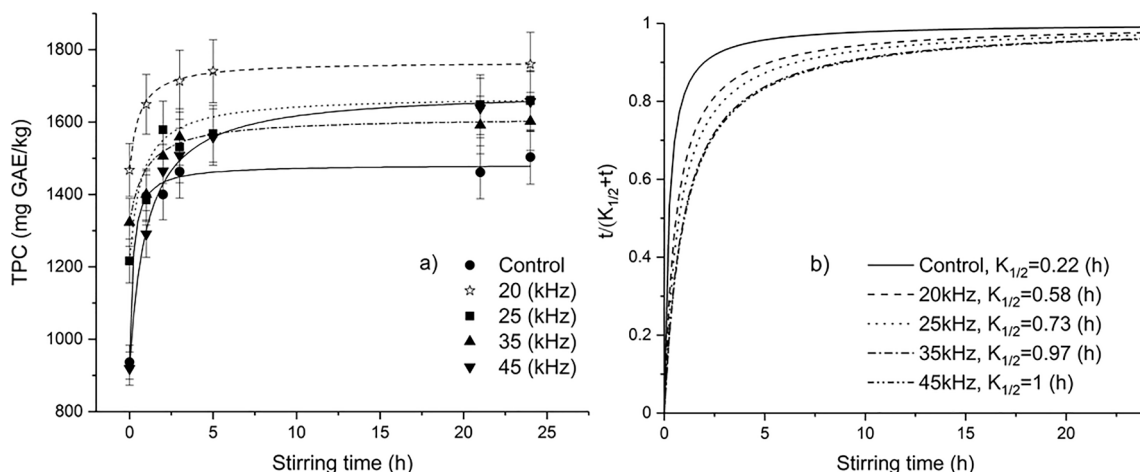 TPC (mg GAE/kg)
1800
1600
1400
1200
1000
800
0
5
10
15
20
25
Stirring time (h)
a)
Control
20 (kHz)
25 (kHz)
35 (kHz)
45 (kHz)
t/(K1/2+t)
1
0.8
0.6
0.4
0.2
0
0
5
10
15
20
Stirring time (h)
b)
Control, K1/2=0.22 (h)
20kHz, K1/2=0.58 (h)
25kHz, K1/2=0.73 (h)
35kHz, K1/2=0.97 (h)
45kHz, K1/2=1 (h)